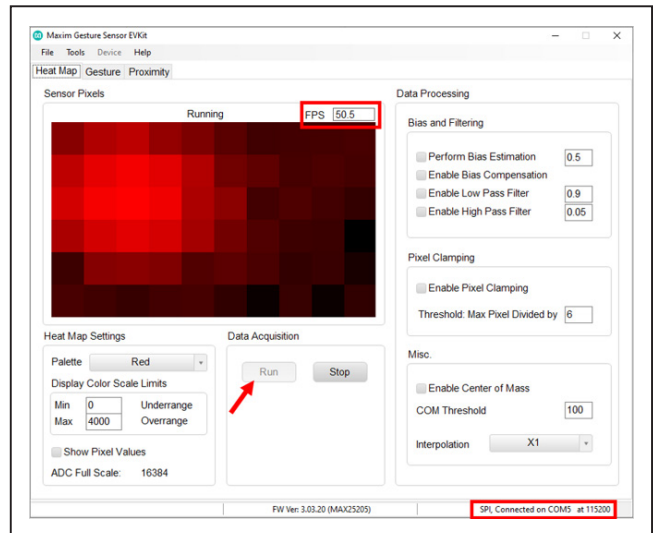 Maxim Gesture Sensor EVKit
File Tools Device Help
Heat Map Gesture Proximity
Sensor Pixels
Running
FPS 50.5
Data Processing
Bias and Filtering
Perform Bias Estimation 0.5
Enable Bias Compensation
Enable Low Pass Filter 0.9
Enable High Pass Filter 0.05
Pixel Clamping
Enable Pixel Clamping
Threshold: Max Pixel Divided by 6
Heat Map Settings
Palette Red
Display Color Scale Limits
Min 0 Underrange
Max 4000 Overrange
Show Pixel Values
ADC Full Scale: 16384
Data Acquisition
Run Stop
Misc.
Enable Center of Mass
COM Threshold 100
Interpolation X1
FW Ver: 3.03.20 (MAX25205)
SPI, Connected on COM5 at 115200